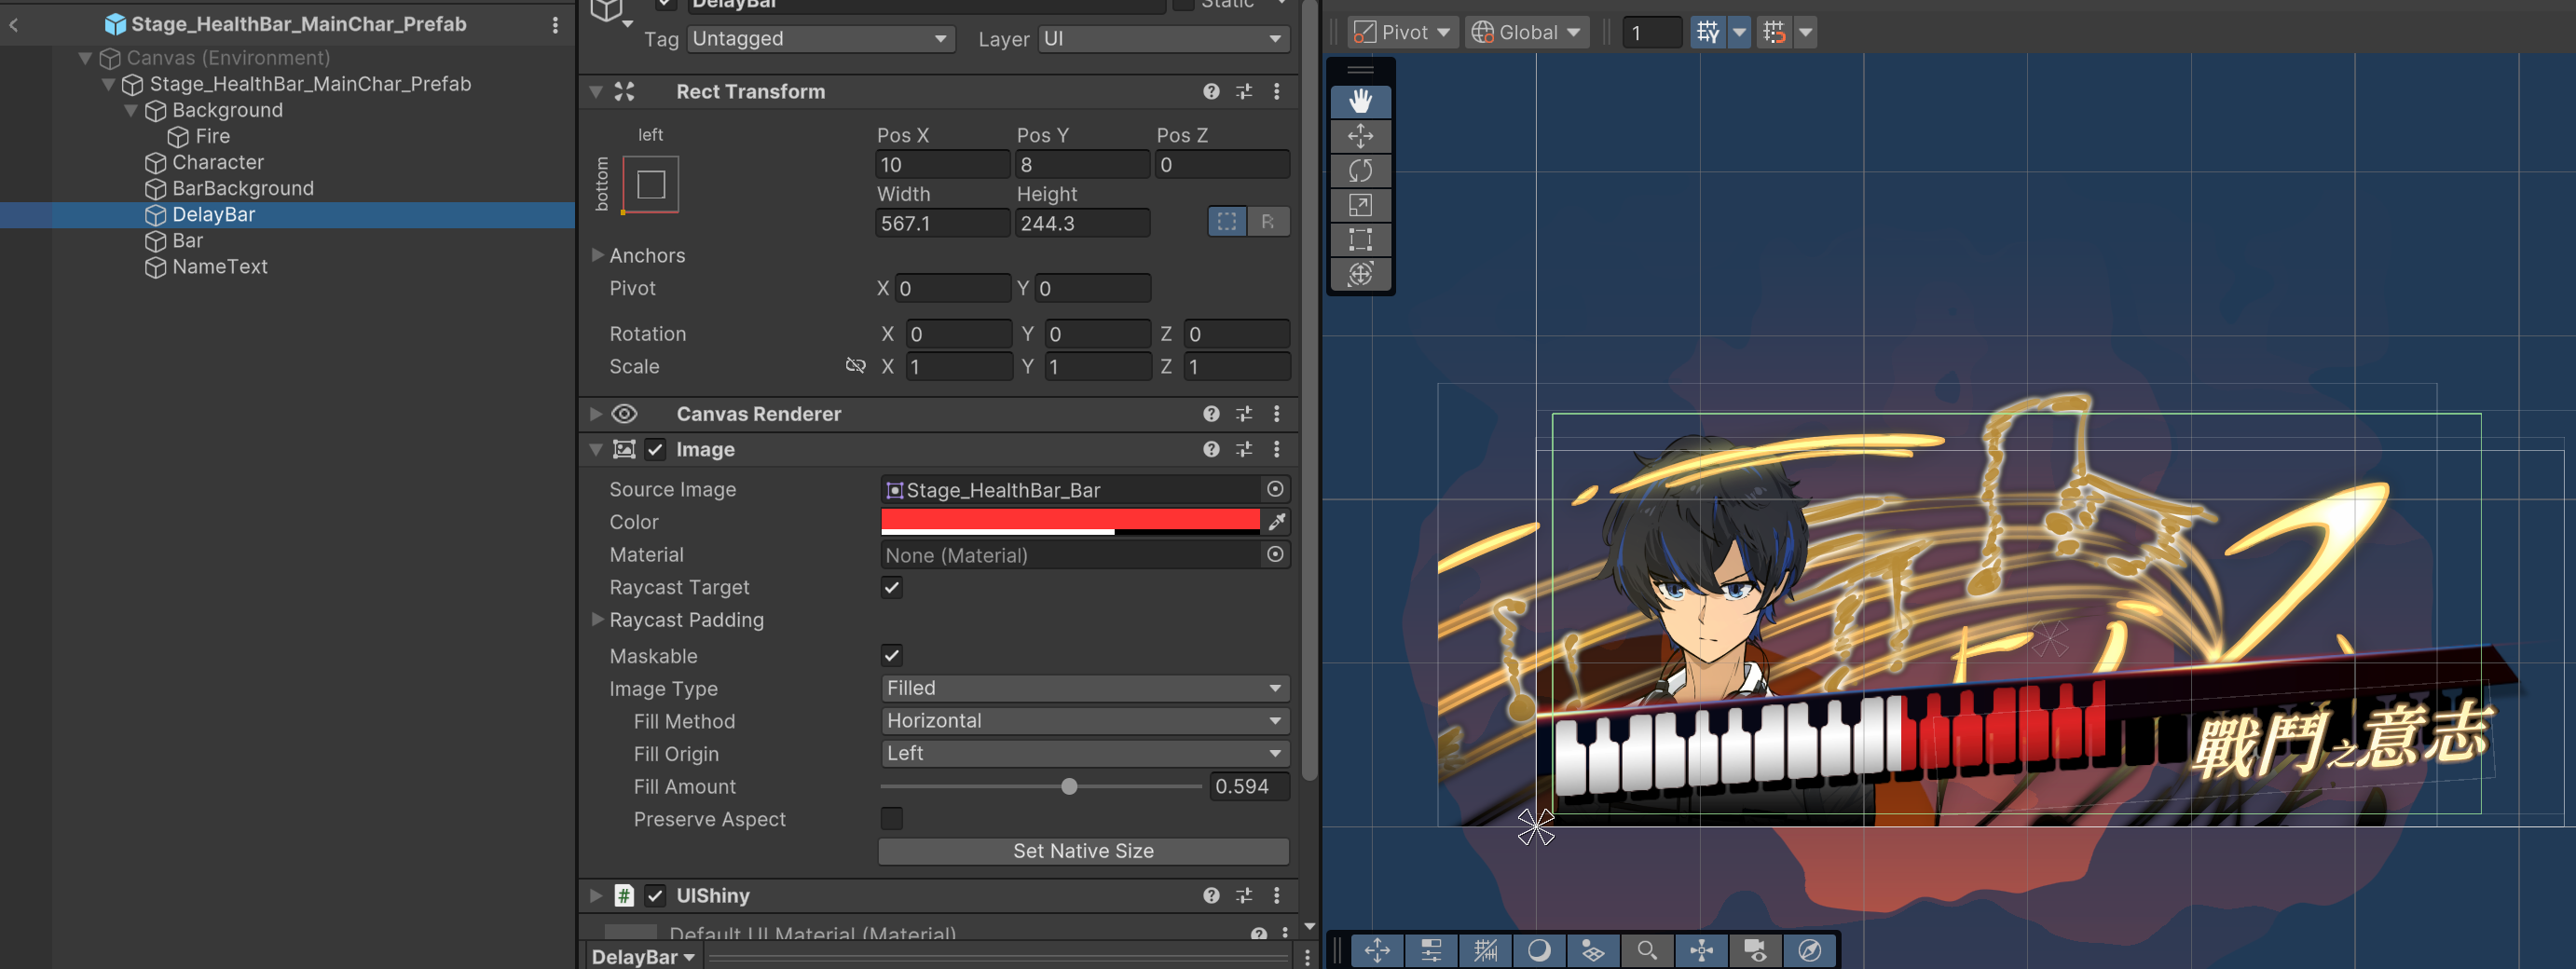 Stage_HealthBar_MainChar_Prefab
Canvas (Environment)
Stage_HealthBar_MainChar_Prefab
Background
Fire
Character
BarBackground
DelayBar
Bar
NameText
DelayBar
Static
Tag Untagged Layer UI
Rect Transform
left
bottom
Pos X Pos Y Pos Z
10 8 0
Width Height
567.1 244.3
R
Anchors
Pivot X 0 Y 0
Rotation X 0 Y 0 Z 0
Scale X 1 Y 1 Z 1
Canvas Renderer
Image
Source Image Stage_HealthBar_Bar
Color
Material None (Material)
Raycast Target
Raycast Padding
Maskable
Image Type Filled
Fill Method Horizontal
Fill Origin Left
Fill Amount 0.594
Preserve Aspect
Set Native Size
# UIShiny
Default UI Material (Material)
DelayBar
Pivot Global 1
戰鬥之意志